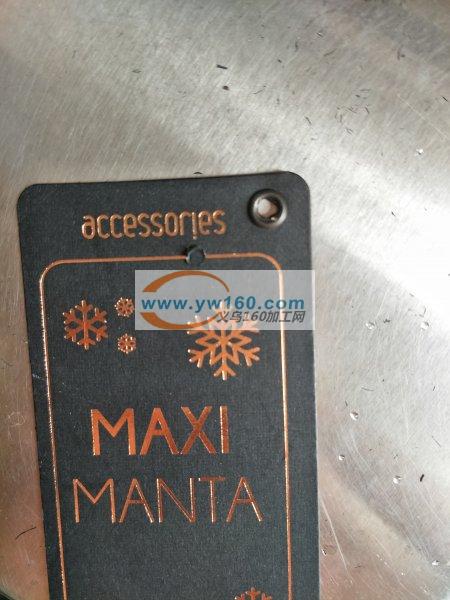 accessories
www.yw160.com
义乌160加工网
MAXI
MANTA